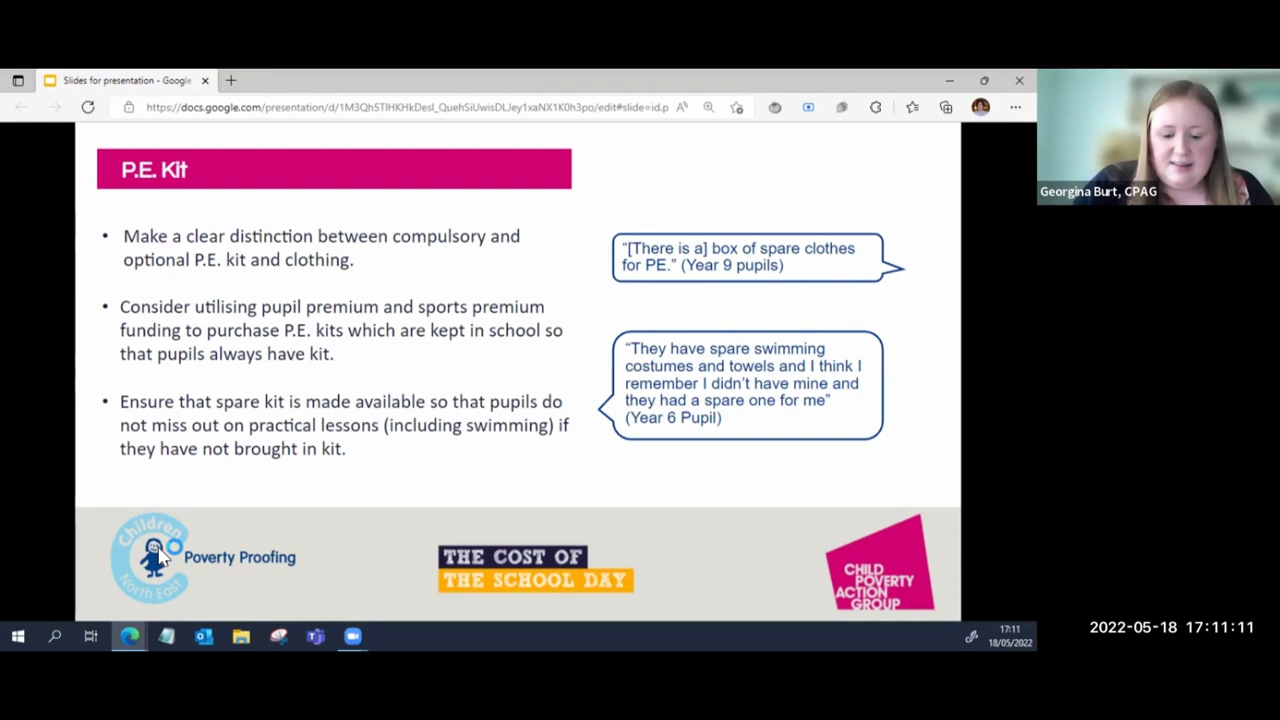 Slides for presentation - Google
https://docs.google.com/presentation/d/1M3Qh5TIHKHkDesl_QuehSiUwisDLJey1xaNX1K0h3po/edit#slide=id.p
P.E. Kit
• Make a clear distinction between compulsory and
optional P.E. kit and clothing.
• Consider utilising pupil premium and sports premium
funding to purchase P.E. kits which are kept in school so
that pupils always have kit.
• Ensure that spare kit is made available so that pupils do
not miss out on practical lessons (including swimming) if
they have not brought in kit.
“[There is a] box of spare clothes
for PE.” (Year 9 pupils)
“They have spare swimming
costumes and towels and I think I
remember I didn’t have mine and
they had a spare one for me”
(Year 6 Pupil)
Children
North East
Poverty Proofing
THE COST OF
THE SCHOOL DAY
CHILD
POVERTY
ACTION
GROUP
Georgina Burt, CPAG
17:11
18/05/2022
2022-05-18 17:11:11